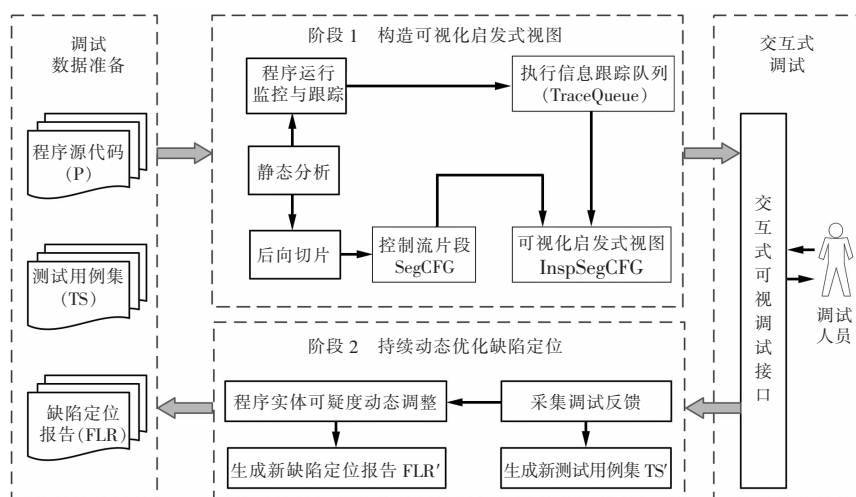 调试
数据准备
程序源代码
(P)
测试用例集
(TS)
缺陷定位
报告(FLR)
阶段 1 构造可视化启发式视图
程序运行
监控与跟踪
执行信息跟踪队列
(TraceQueue)
静态分析
后向切片
控制流片段
SegCFG
可视化启发式视图
InspSegCFG
阶段 2 持续动态优化缺陷定位
程序实体可疑度动态调整
采集调试反馈
生成新缺陷定位报告 FLR′
生成新测试用例集 TS′
交互式
调试
交互式可视调试接口
调试
人员